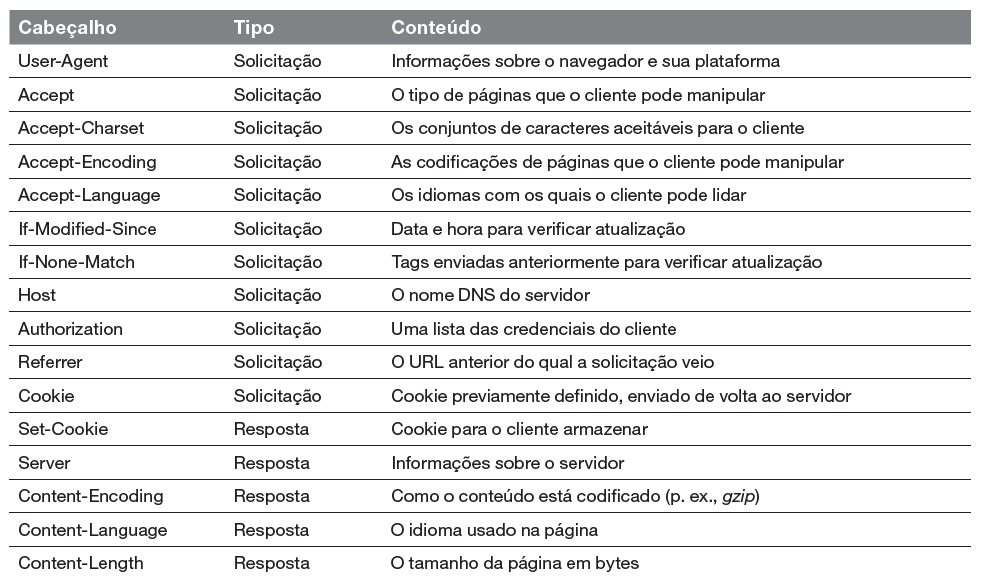 Cabeçalho Tipo Conteúdo
User-Agent Solicitação Informações sobre o navegador e sua plataforma
Accept Solicitação O tipo de páginas que o cliente pode manipular
Accept-Charset Solicitação Os conjuntos de caracteres aceitáveis para o cliente
Accept-Encoding Solicitação As codificações de páginas que o cliente pode manipular
Accept-Language Solicitação Os idiomas com os quais o cliente pode lidar
If-Modified-Since Solicitação Data e hora para verificar atualização
If-None-Match Solicitação Tags enviadas anteriormente para verificar atualização
Host Solicitação O nome DNS do servidor
Authorization Solicitação Uma lista das credenciais do cliente
Referrer Solicitação O URL anterior do qual a solicitação veio
Cookie Solicitação Cookie previamente definido, enviado de volta ao servidor
Set-Cookie Resposta Cookie para o cliente armazenar
Server Resposta Informações sobre o servidor
Content-Encoding Resposta Como o conteúdo está codificado (p. ex., gzip)
Content-Language Resposta O idioma usado na página
Content-Length Resposta O tamanho da página em bytes